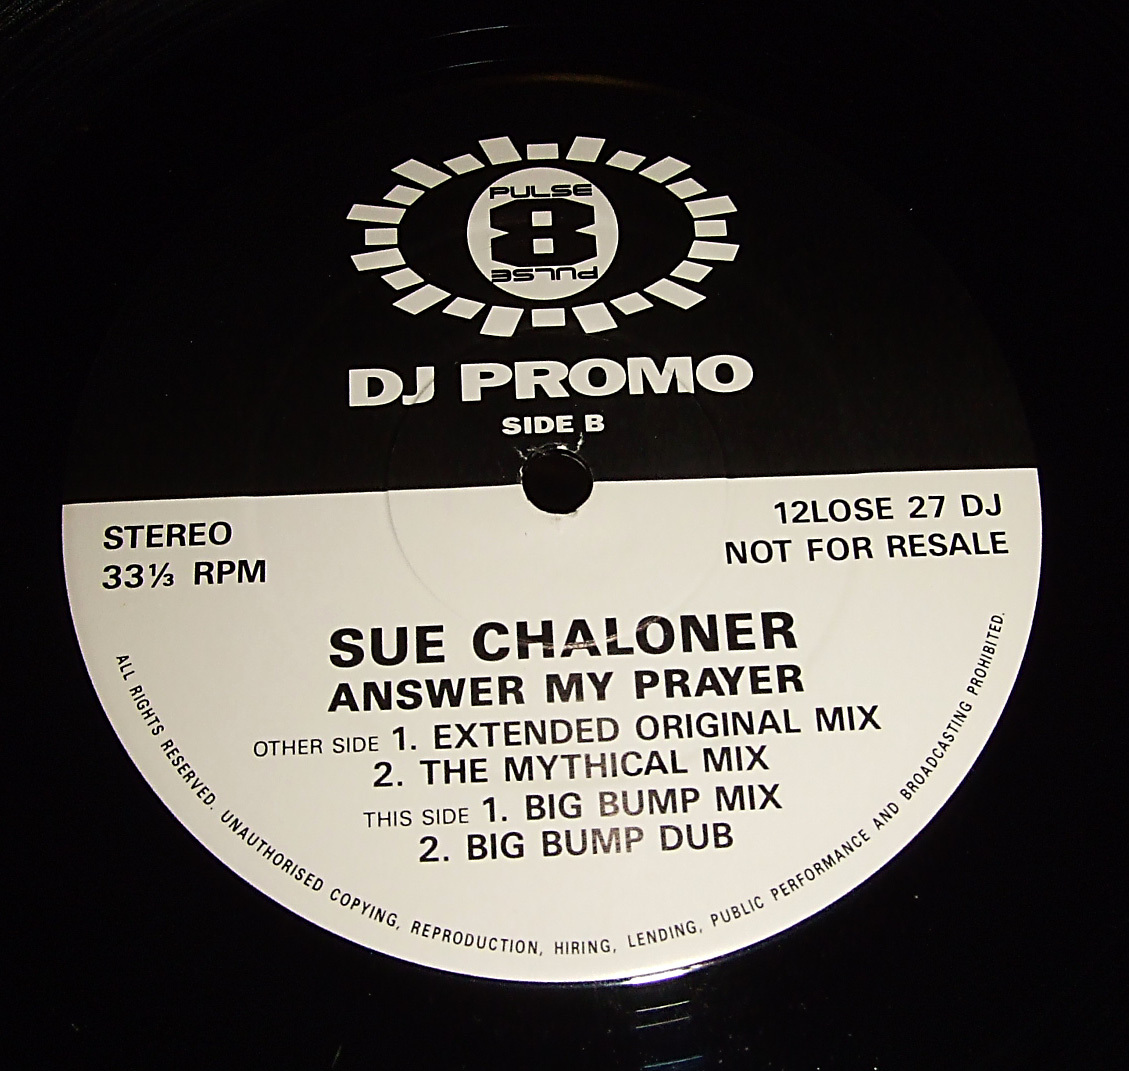 PULSE
8
PULSE
DJ PROMO
SIDE B
STEREO
33⅓ RPM
12LOSE 27 DJ
NOT FOR RESALE
SUE CHALONER
ANSWER MY PRAYER
OTHER SIDE 1. EXTENDED ORIGINAL MIX
2. THE MYTHICAL MIX
THIS SIDE 1. BIG BUMP MIX
2. BIG BUMP DUB
ALL RIGHTS RESERVED. UNAUTHORISED COPYING, REPRODUCTION, HIRING, LENDING, PUBLIC PERFORMANCE AND BROADCASTING PROHIBITED.